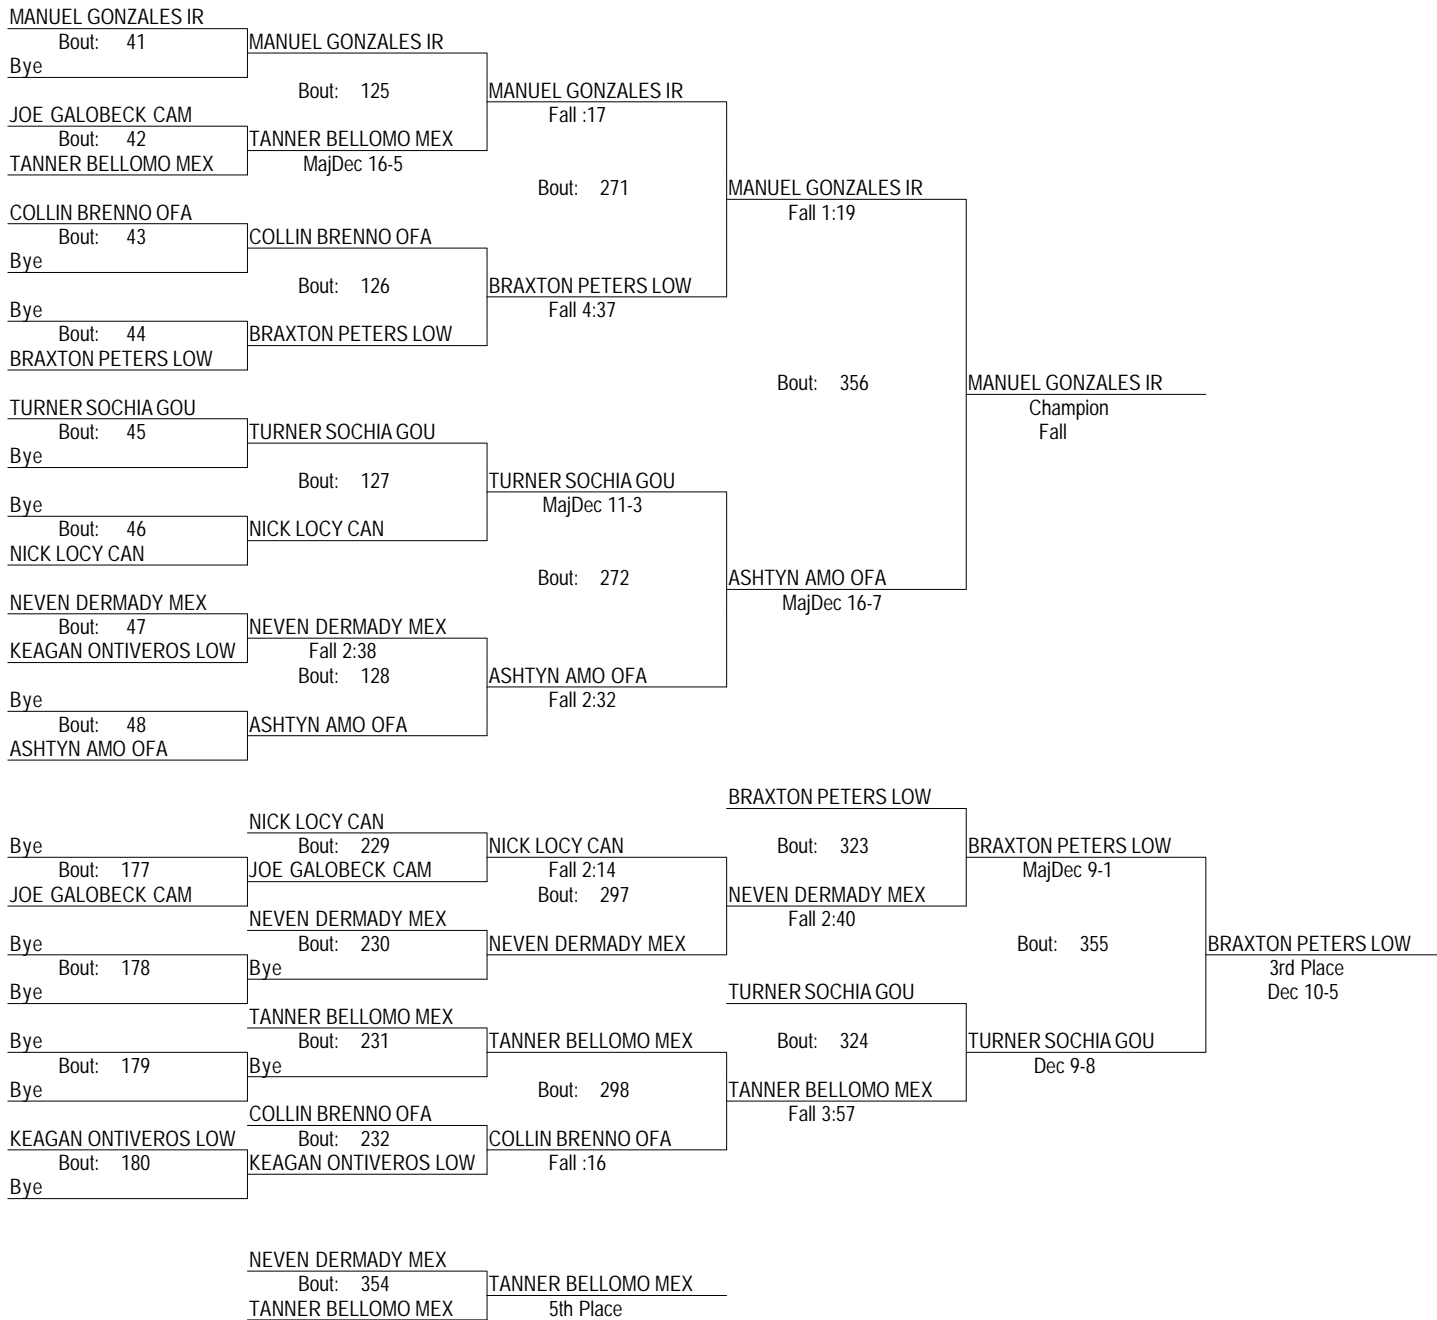 MANUEL GONZALES IR
Bout: 41
MANUEL GONZALES IR
Bye
Bout: 125
MANUEL GONZALES IR
JOE GALOBECK CAM
Fall :17
Bout: 42
TANNER BELLOMO MEX
TANNER BELLOMO MEX
MajDec 16-5
Bout: 271
MANUEL GONZALES IR
COLLIN BRENNO OFA
Fall 1:19
Bout: 43
COLLIN BRENNO OFA
Bye
Bout: 126
BRAXTON PETERS LOW
Bye
Fall 4:37
Bout: 44
BRAXTON PETERS LOW
BRAXTON PETERS LOW
Bout: 356
MANUEL GONZALES IR
TURNER SOCHIA GOU
Champion
Bout: 45
TURNER SOCHIA GOU
Fall
Bye
Bout: 127
TURNER SOCHIA GOU
Bye
MajDec 11-3
Bout: 46
NICK LOCY CAN
NICK LOCY CAN
Bout: 272
ASHTYN AMO OFA
NEVEN DERMADY MEX
MajDec 16-7
Bout: 47
NEVEN DERMADY MEX
KEAGAN ONTIVEROS LOW
Fall 2:38
Bout: 128
ASHTYN AMO OFA
Bye
Fall 2:32
Bout: 48
ASHTYN AMO OFA
ASHTYN AMO OFA
BRAXTON PETERS LOW
NICK LOCY CAN
Bye
Bout: 229
NICK LOCY CAN
Bout: 323
BRAXTON PETERS LOW
Bout: 177
JOE GALOBECK CAM
Fall 2:14
MajDec 9-1
JOE GALOBECK CAM
Bout: 297
NEVEN DERMADY MEX
NEVEN DERMADY MEX
Fall 2:40
Bye
Bout: 230
NEVEN DERMADY MEX
Bout: 355
BRAXTON PETERS LOW
Bout: 178
Bye
3rd Place
Bye
TURNER SOCHIA GOU
Dec 10-5
TANNER BELLOMO MEX
Bye
Bout: 231
TANNER BELLOMO MEX
Bout: 324
TURNER SOCHIA GOU
Bout: 179
Bye
Dec 9-8
Bye
Bout: 298
TANNER BELLOMO MEX
COLLIN BRENNO OFA
Fall 3:57
KEAGAN ONTIVEROS LOW
Bout: 232
COLLIN BRENNO OFA
Bout: 180
KEAGAN ONTIVEROS LOW
Fall :16
Bye
NEVEN DERMADY MEX
Bout: 354
TANNER BELLOMO MEX
TANNER BELLOMO MEX
5th Place